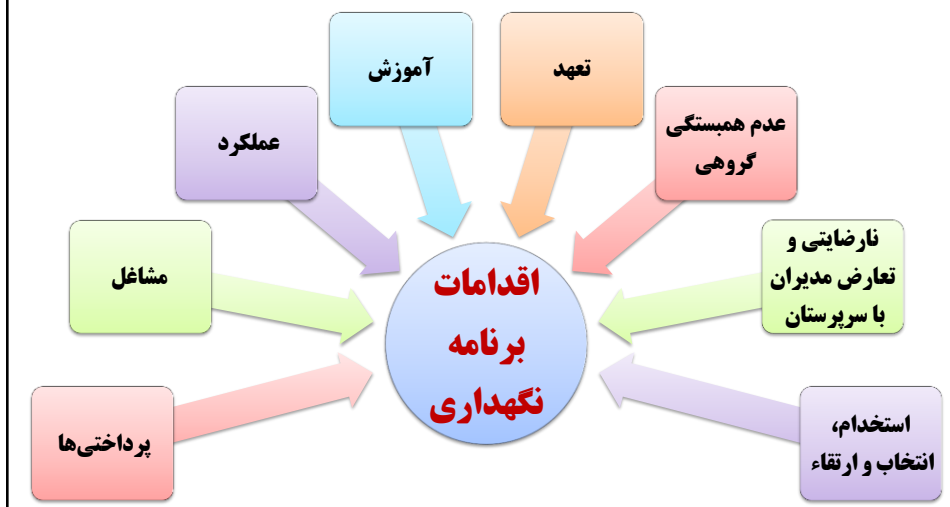 اقدامات
برنامه
نگهداری
استخدام،
انتخاب و ارتقاء
نارضایتی و
تعارض مدیران
با سرپرستان
عدم همبستگی
گروهی
تعهد
آموزش
عملکرد
مشاغل
پرداختی‌ها